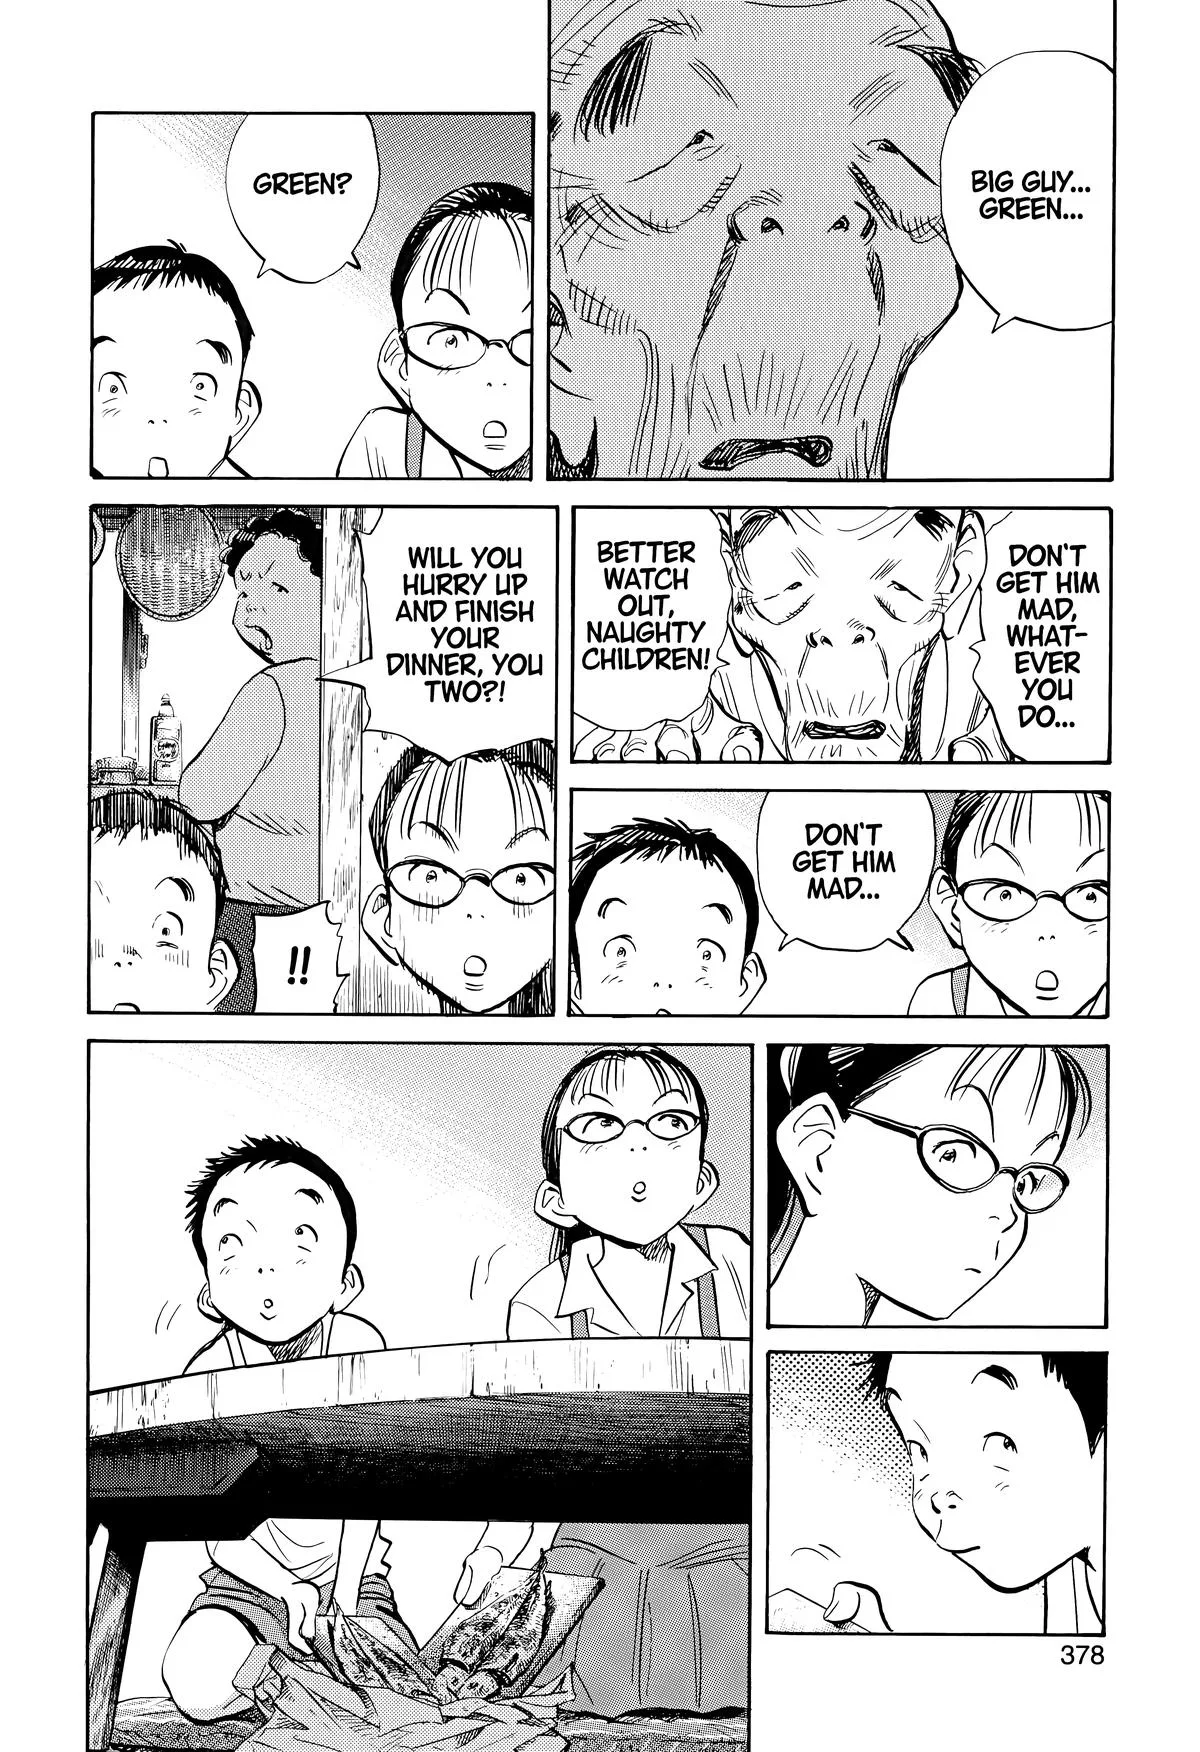 BIG GUY...
GREEN...
GREEN?
DON'T
GET HIM
MAD,
WHAT-
EVER
YOU
DO...
BETTER
WATCH
OUT,
NAUGHTY
CHILDREN!
WILL YOU
HURRY UP
AND FINISH
YOUR
DINNER, YOU
TWO?!
!!
DON'T
GET HIM
MAD...
378